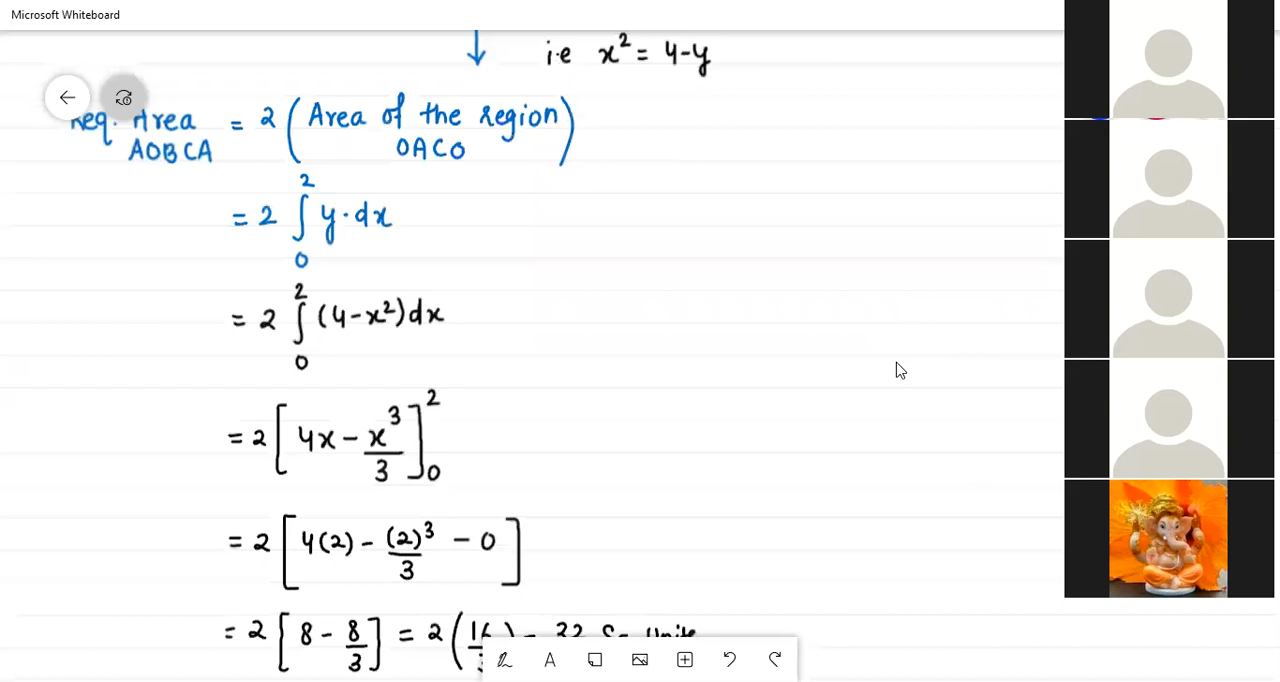 Microsoft Whiteboard
i.e x² = 4-y
Req. Area = 2 (Area of the region)
AOBCA OACO
= 2 ∫₀² y·dx
= 2 ∫₀² (4-x²)dx
= 2 [4x - x³/3]₀²
= 2 [4(2) - (2)³/3 - 0]
= 2 [8 - 8/3] = 2 (16